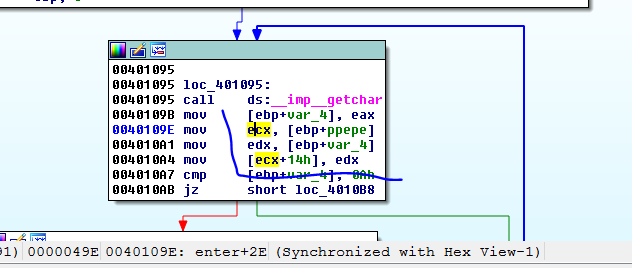 00401095
00401095 loc_401095:
00401095 call ds:__imp__getchar
0040109B mov [ebp+var_4], eax
0040109E mov ecx, [ebp+ppepe]
004010A1 mov edx, [ebp+var_4]
004010A4 mov [ecx+14h], edx
004010A7 cmp [ebp+var_4], 0Ah
004010AB jz short loc_4010B8
91) 0000049E 0040109E: enter+2E (Synchronized with Hex View-1)